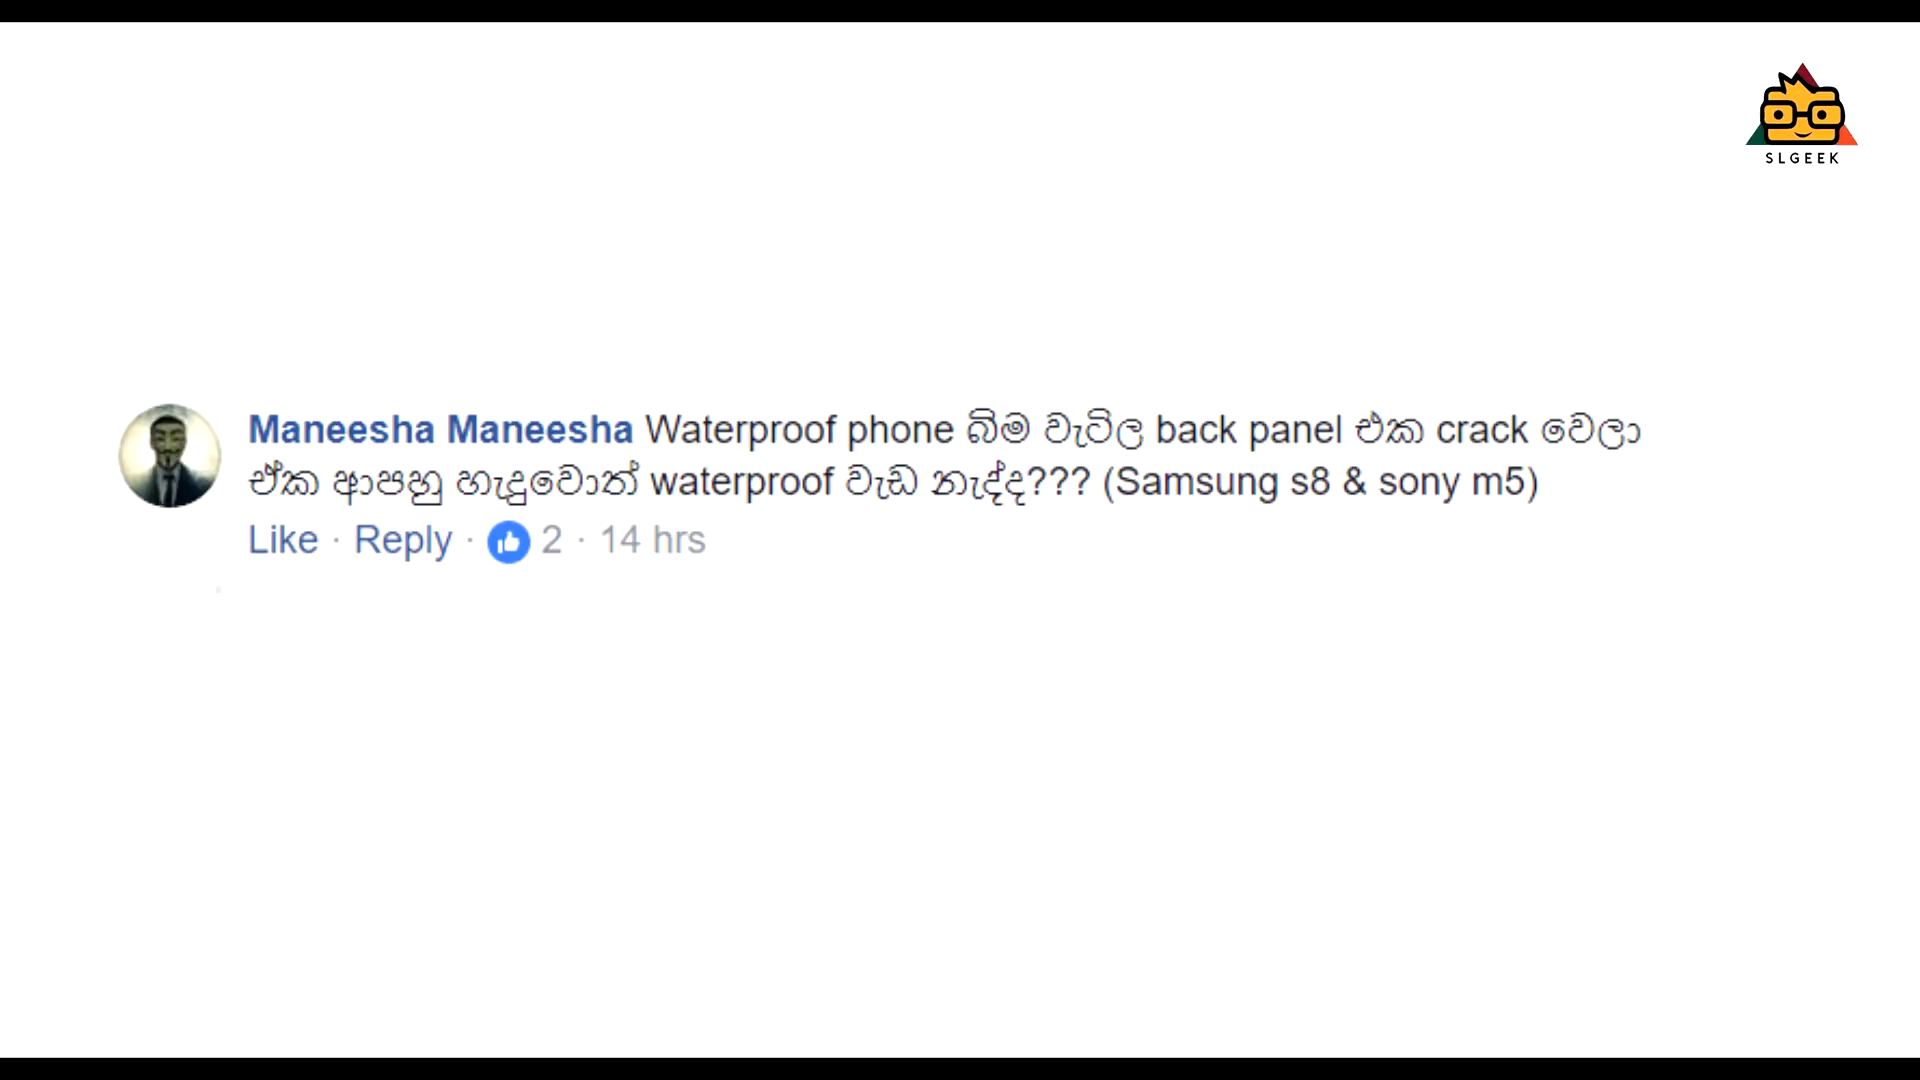 SLGEEK
Maneesha Maneesha Waterproof phone බිම වැටිල back panel එක crack වෙලා
ඒක ආපහු හැදුවොත් waterproof වැඩ නැද්ද??? (Samsung s8 & sony m5)
Like · Reply · 2 · 14 hrs